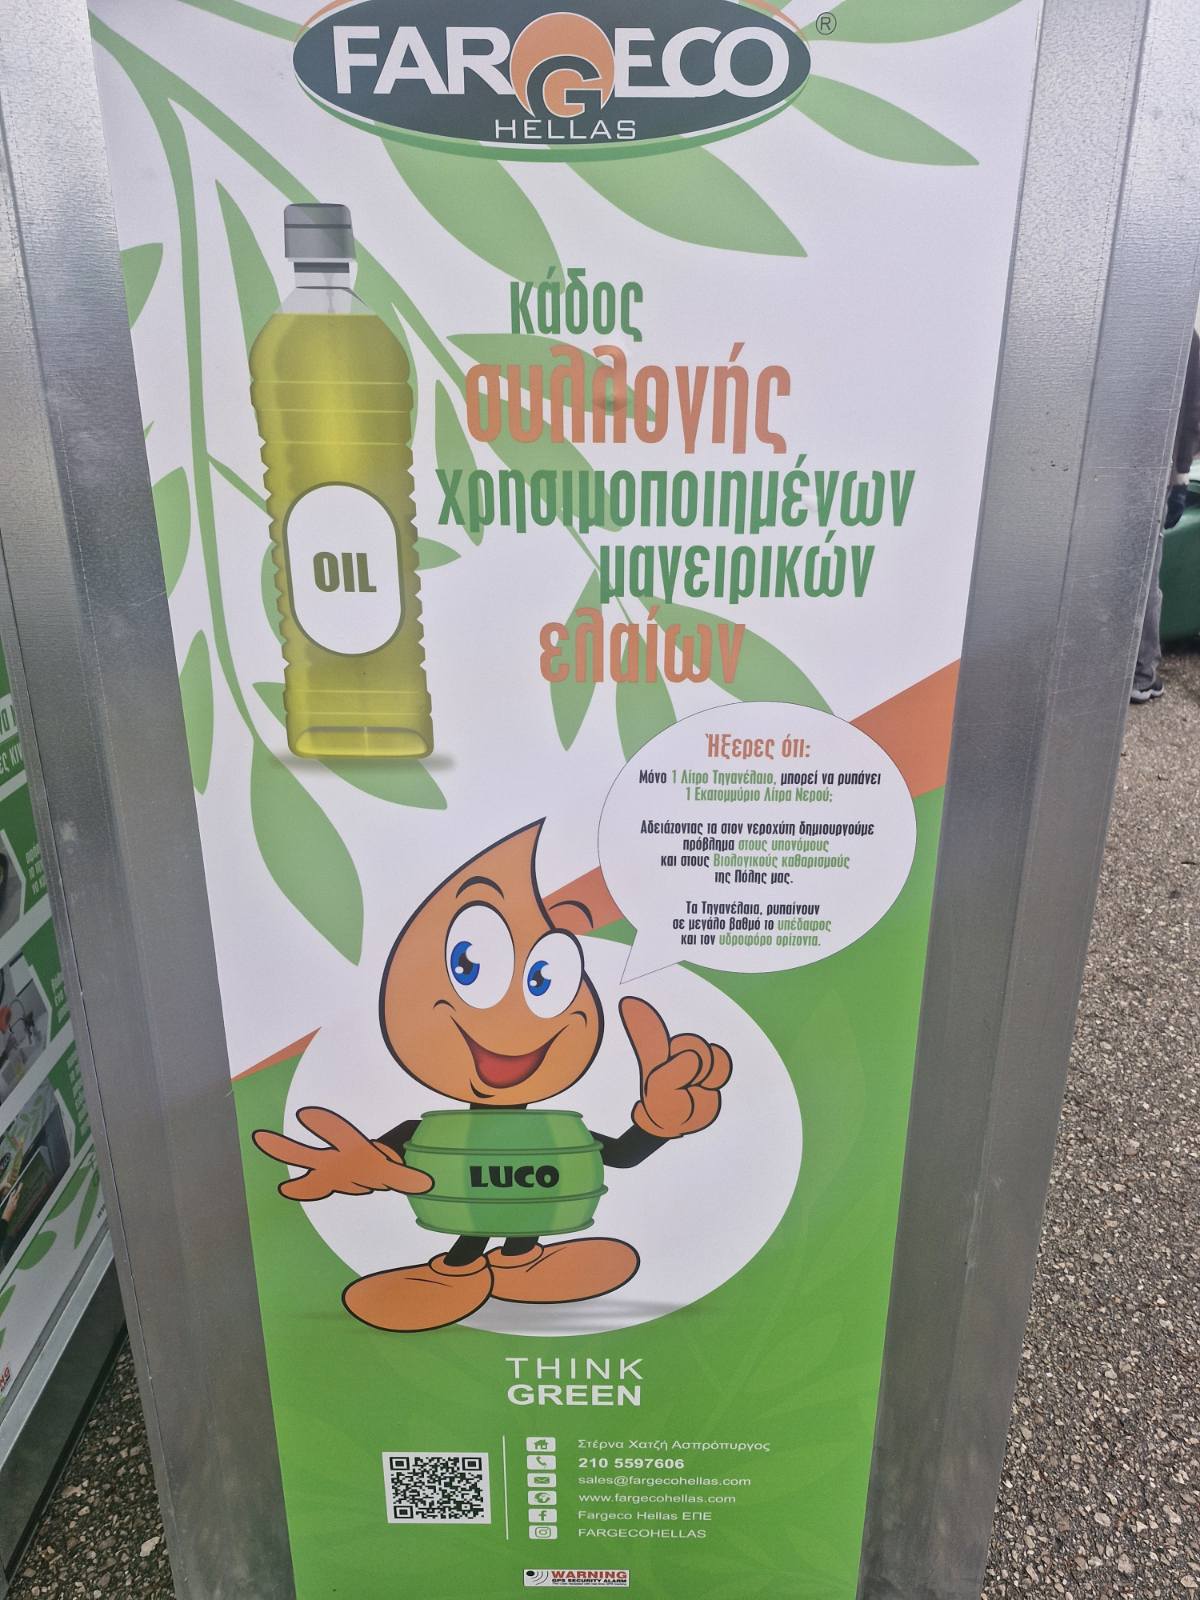 FARGECO
®
HELLAS
κάδος
συλλογής
χρησιμοποιημένων
μαγειρικών
ελαίων
OIL
Ήξερες ότι:
Μόνο 1 Λίτρο Τηγανέλαιο, μπορεί να ρυπάνει
1 Εκατομμύριο Λίτρα Νερού;
Αδειάζοντας τα στον νεροχύτη δημιουργούμε
πρόβλημα στους υπονόμους
και στους Βιολογικούς καθαρισμούς
της Πόλης μας.
Τα Τηγανέλαια, ρυπαίνουν
σε μεγάλο βαθμό το υπέδαφος
και τον υδροφόρο ορίζοντα.
LUCO
THINK
GREEN
Στέρνα Χατζή Ασπρόπυργος
210 5597606
sales@fargecohellas.com
www.fargecohellas.com
Fargeco Hellas ΕΠΕ
FARGECOHELLAS
WARNING
GPS SECURITY ALARM